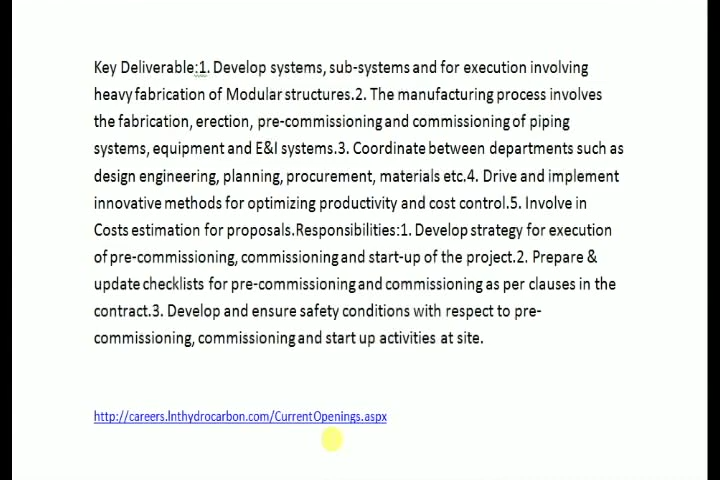 Key Deliverable:1. Develop systems, sub-systems and for execution involving
heavy fabrication of Modular structures.2. The manufacturing process involves
the fabrication, erection, pre-commissioning and commissioning of piping
systems, equipment and E&I systems.3. Coordinate between departments such as
design engineering, planning, procurement, materials etc.4. Drive and implement
innovative methods for optimizing productivity and cost control.5. Involve in
Costs estimation for proposals.Responsibilities:1. Develop strategy for execution
of pre-commissioning, commissioning and start-up of the project.2. Prepare &
update checklists for pre-commissioning and commissioning as per clauses in the
contract.3. Develop and ensure safety conditions with respect to pre-
commissioning, commissioning and start up activities at site.
http://careers.lnthydrocarbon.com/CurrentOpenings.aspx